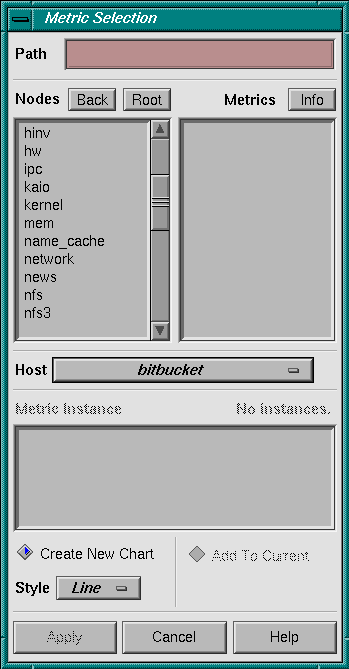 Metric Selection
Path
Nodes Back Root Metrics Info
hinv
hw
ipc
kaio
kernel
mem
name_cache
network
news
nfs
nfs3
Host bitbucket
Metric Instance No instances.
Create New Chart Add To Current
Style Line
Apply Cancel Help